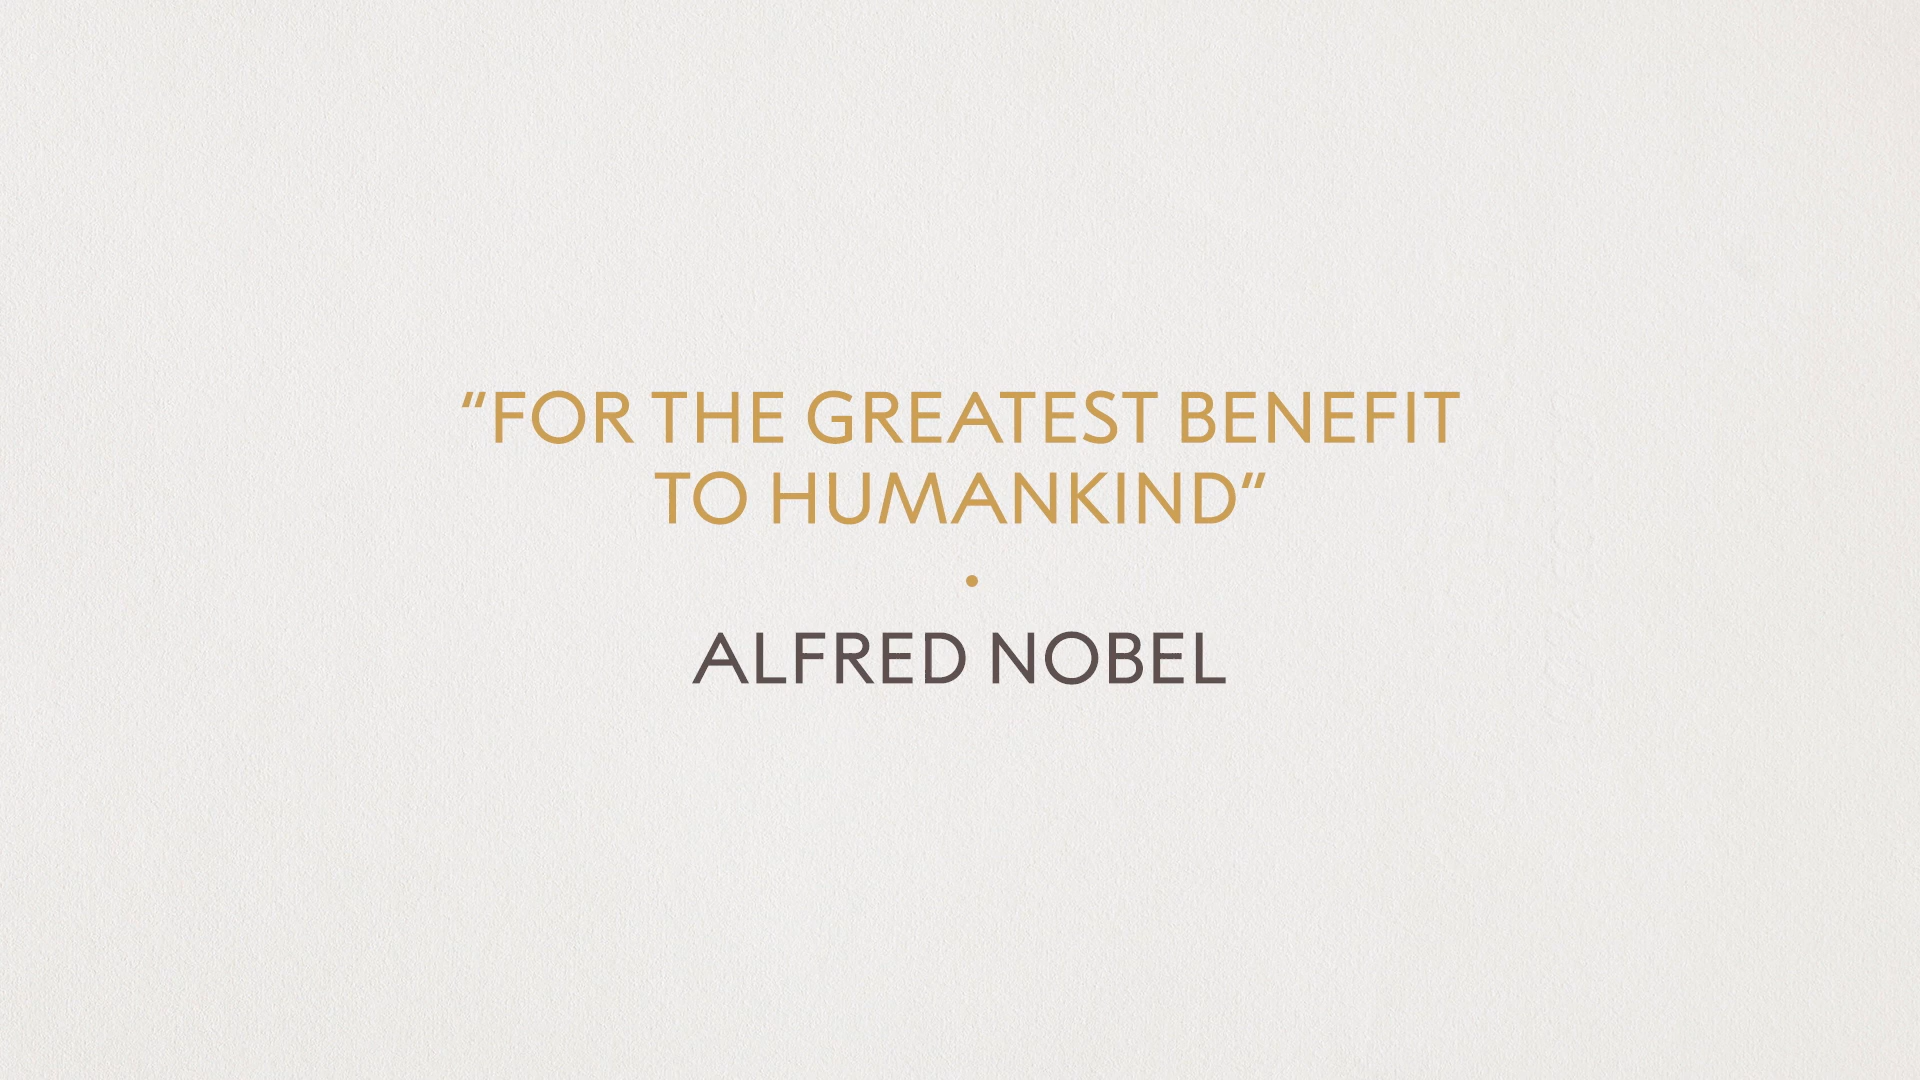 “FOR THE GREATEST BENEFIT
TO HUMANKIND”
•
ALFRED NOBEL